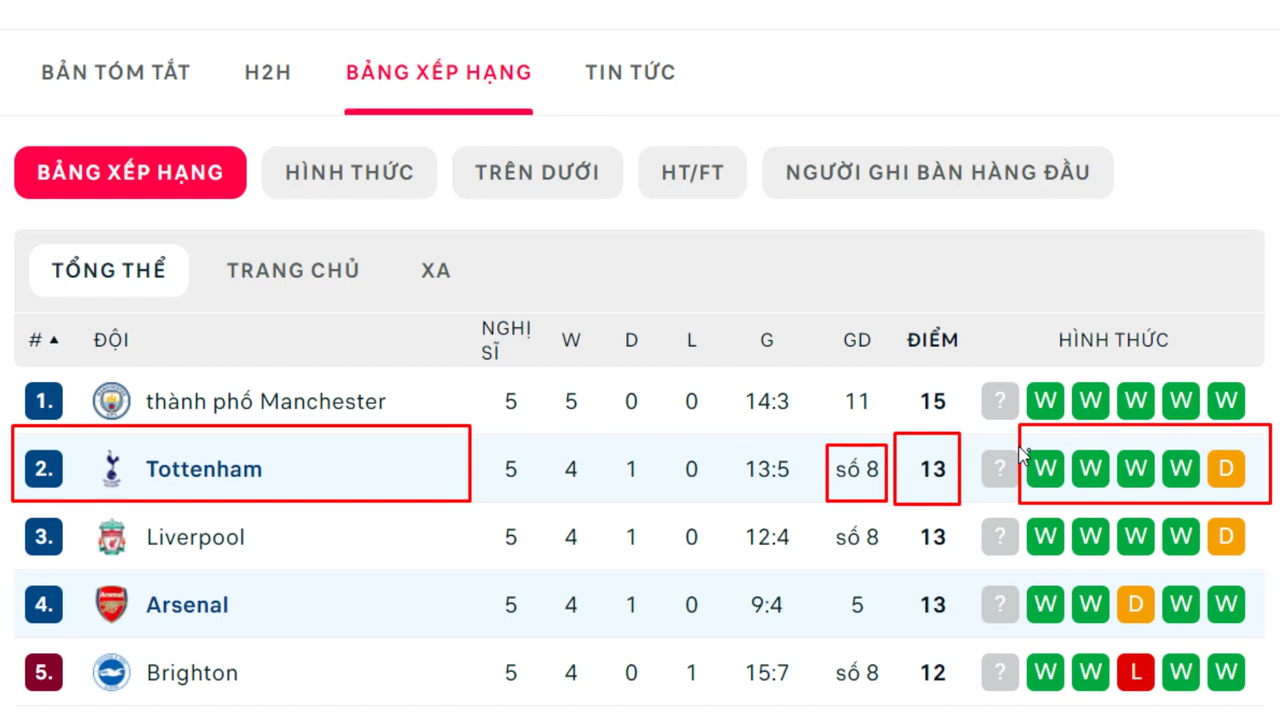 BẢN TÓM TẮT H2H BẢNG XẾP HẠNG TIN TỨC
BẢNG XẾP HẠNG HÌNH THỨC TRÊN DƯỚI HT/FT NGƯỜI GHI BÀN HÀNG ĐẦU
TỔNG THỂ TRANG CHỦ XA
# ▲ ĐỘI NGHỊ SĨ W D L G GD ĐIỂM HÌNH THỨC
1. thành phố Manchester 5 5 0 0 14:3 11 15 ? W W W W W
2. Tottenham 5 4 1 0 13:5 số 8 13 ? W W W W D
3. Liverpool 5 4 1 0 12:4 số 8 13 ? W W W W D
4. Arsenal 5 4 1 0 9:4 5 13 ? W W D W W
5. Brighton 5 4 0 1 15:7 số 8 12 ? W W L W W